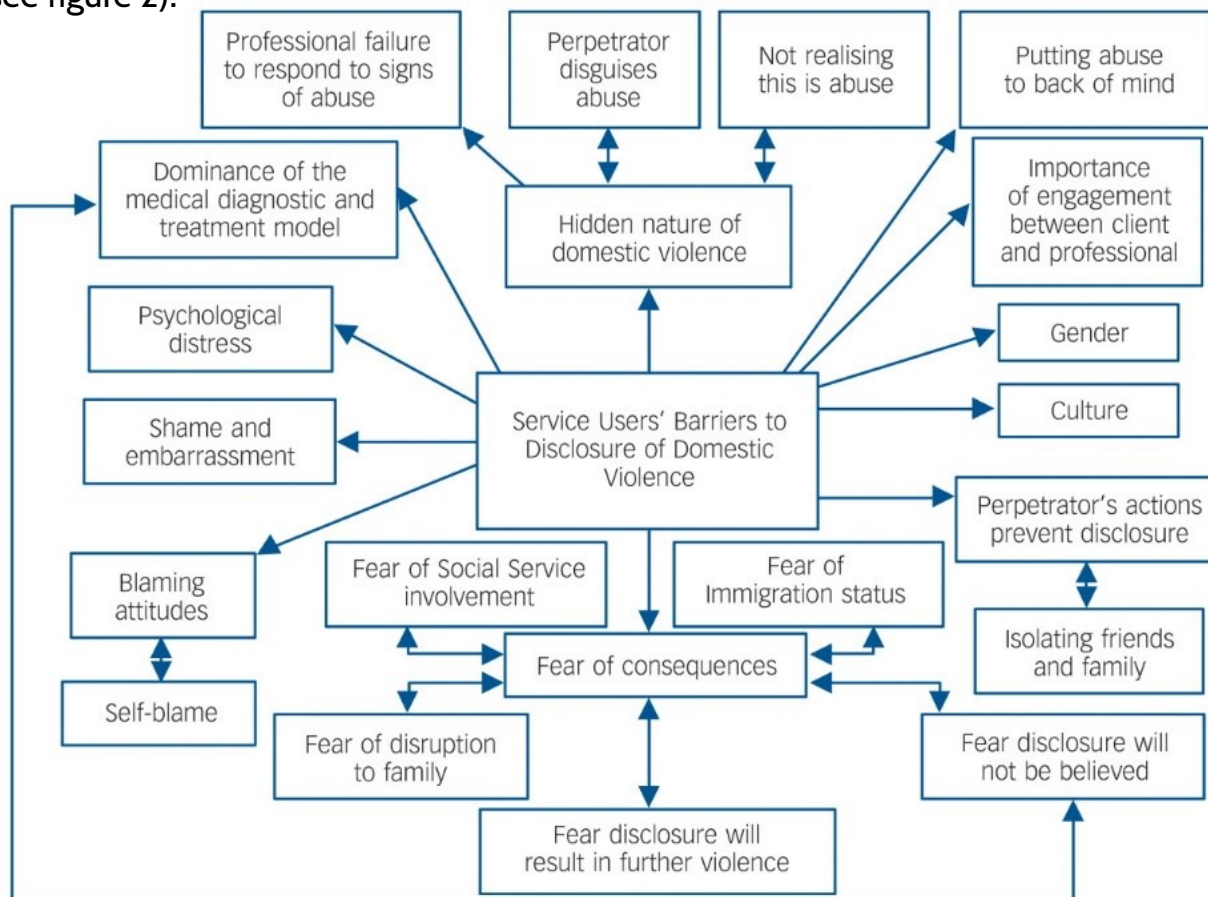 see figure 2).
Professional failure
to respond to signs
of abuse
Perpetrator
disguises
abuse
Not realising
this is abuse
Putting abuse
to back of mind
Dominance of the
medical diagnostic and
treatment model
Hidden nature of
domestic violence
Importance
of engagement
between client
and professional
Psychological
distress
Gender
Shame and
embarrassment
Service Users’ Barriers to
Disclosure of Domestic
Violence
Culture
Perpetrator’s actions
prevent disclosure
Blaming
attitudes
Fear of Social Service
involvement
Fear of
Immigration status
Isolating friends
and family
Self-blame
Fear of consequences
Fear of disruption
to family
Fear disclosure will
not be believed
Fear disclosure will
result in further violence